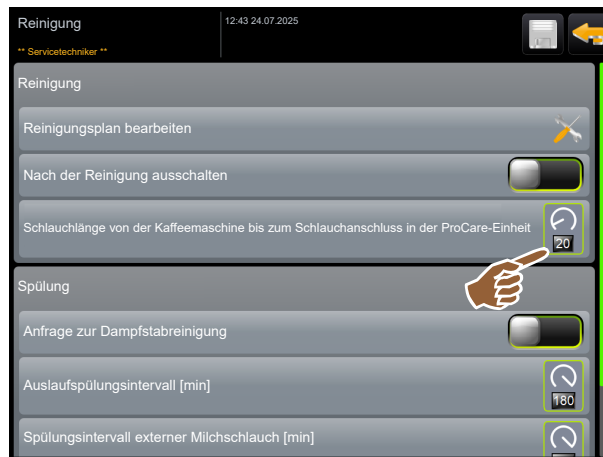 Reinigung
12:43 24.07.2025
** Servicetechniker **
Reinigung
Reinigungsplan bearbeiten
Nach der Reinigung ausschalten
Schlauchlänge von der Kaffeemaschine bis zum Schlauchanschluss in der ProCare-Einheit
20
Spülung
Anfrage zur Dampfstabreinigung
Auslaufspülungsintervall [min]
180
Spülungsintervall externer Milchschlauch [min]